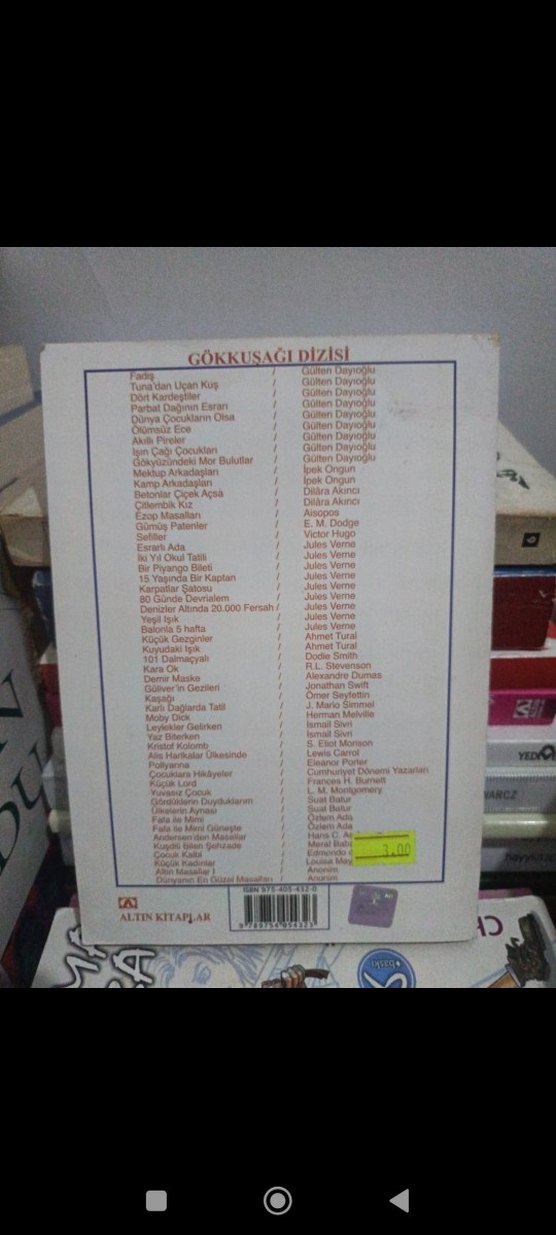 GÖKKUŞAĞI DİZİSİ
Fadiş / Gülten Dayıoğlu
Tuna'dan Uçan Kuş / Gülten Dayıoğlu
Dört Kardeştiler / Gülten Dayıoğlu
Parbat Dağının Esrarı / Gülten Dayıoğlu
Dünya Çocukların Olsa / Gülten Dayıoğlu
Ölümsüz Ece / Gülten Dayıoğlu
Akıllı Pireler / Gülten Dayıoğlu
Işın Çağı Çocukları / Gülten Dayıoğlu
Gökyüzündeki Mor Bulutlar / Gülten Dayıoğlu
Mektup Arkadaşları / İpek Ongun
Kamp Arkadaşları / İpek Ongun
Betonlar Çiçek Açsa / Dilâra Akıncı
Çitlembik Kız / Dilâra Akıncı
Ezop Masalları / Aisopos
Gümüş Patenler / E. M. Dodge
Sefiller / Victor Hugo
Esrarlı Ada / Jules Verne
İki Yıl Okul Tatili / Jules Verne
Bir Piyango Bileti / Jules Verne
15 Yaşında Bir Kaptan / Jules Verne
Karpatlar Şatosu / Jules Verne
80 Günde Devrialem / Jules Verne
Denizler Altında 20.000 Fersah / Jules Verne
Yeşil Işık / Jules Verne
Balonla 5 hafta / Jules Verne
Küçük Gezginler / Ahmet Tural
Kuyudaki Işık / Ahmet Tural
101 Dalmaçyalı / Dodie Smith
Kara Ok / R.L. Stevenson
Demir Maske / Alexandre Dumas
Güliver'in Gezileri / Jonathan Swift
Kaşağı / Ömer Seyfettin
Karlı Dağlarda Tatil / J. Mario Simmel
Moby Dick / Herman Melville
Leylekler Gelirken / İsmail Sivri
Yaz Biterken / İsmail Sivri
Kristof Kolomb / S. Eliot Morison
Alis Harikalar Ülkesinde / Lewis Carrol
Pollyanna / Eleanor Porter
Çocuklara Hikâyeler / Cumhuriyet Dönemi Yazarları
Küçük Lord / Frances H. Burnett
Yuvasız Çocuk / L. M. Montgomery
Gördüklerim Duyduklarım / Suat Batur
Ülkelerin Aynası / Suat Batur
Fafa ile Mimi / Özlem Ada
Fafa ile Mimi Güneşte / Özlem Ada
Andersen'den Masallar / Hans C.
Kuşdili Bilen Şehzade / Meral
Çocuk Kalbi / Edmondo
Küçük Kadınlar / Louisa May
Altın Masallar I / Anonim
Dünyanın En Güzel Masalları / Anonim
3.00
ALTIN KİTAPLAR
ISBN 975-405-432-0
9 789754 054323
baskı